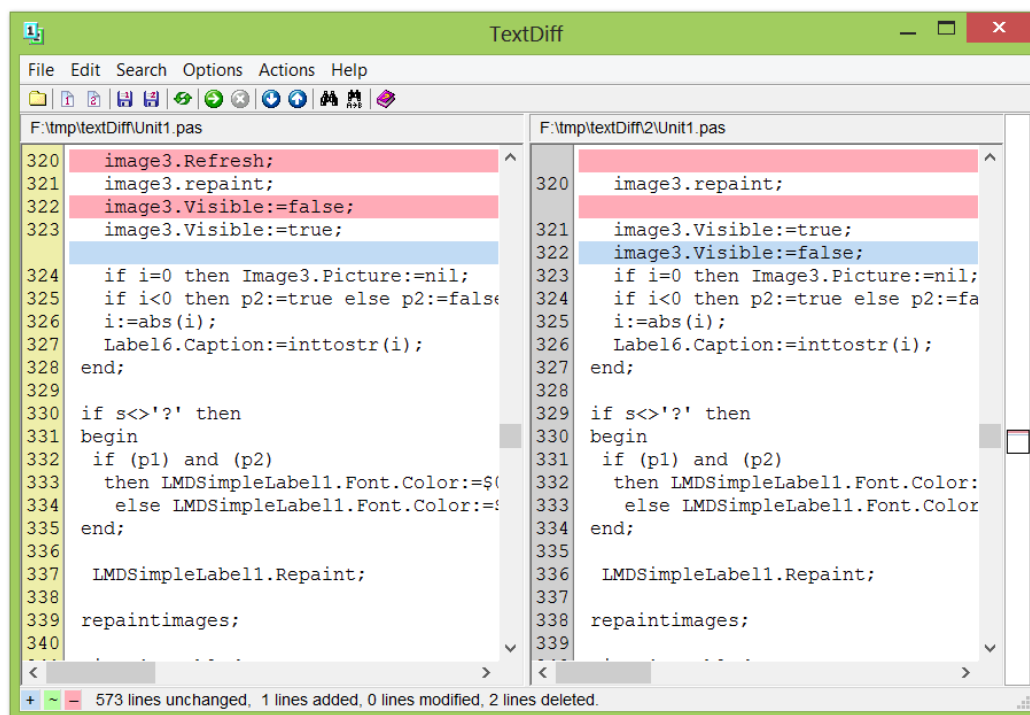 TextDiff
File Edit Search Options Actions Help
F:\tmp\textDiff\Unit1.pas
320 image3.Refresh;
321 image3.repaint;
322 image3.Visible:=false;
323 image3.Visible:=true;
324 if i=0 then Image3.Picture:=nil;
325 if i<0 then p2:=true else p2:=false
326 i:=abs(i);
327 Label6.Caption:=inttostr(i);
328 end;
329
330 if s<>'?' then
331 begin
332 if (p1) and (p2)
333 then LMDSimpleLabel1.Font.Color:=$
334 else LMDSimpleLabel1.Font.Color:=
335 end;
336
337 LMDSimpleLabel1.Repaint;
338
339 repaintimages;
340
F:\tmp\textDiff\2\Unit1.pas
320 image3.repaint;
321 image3.Visible:=true;
322 image3.Visible:=false;
323 if i=0 then Image3.Picture:=nil;
324 if i<0 then p2:=true else p2:=fa
325 i:=abs(i);
326 Label6.Caption:=inttostr(i);
327 end;
328
329 if s<>'?' then
330 begin
331 if (p1) and (p2)
332 then LMDSimpleLabel1.Font.Color:
333 else LMDSimpleLabel1.Font.Color
334 end;
335
336 LMDSimpleLabel1.Repaint;
337
338 repaintimages;
339
+ ~ – 573 lines unchanged, 1 lines added, 0 lines modified, 2 lines deleted.